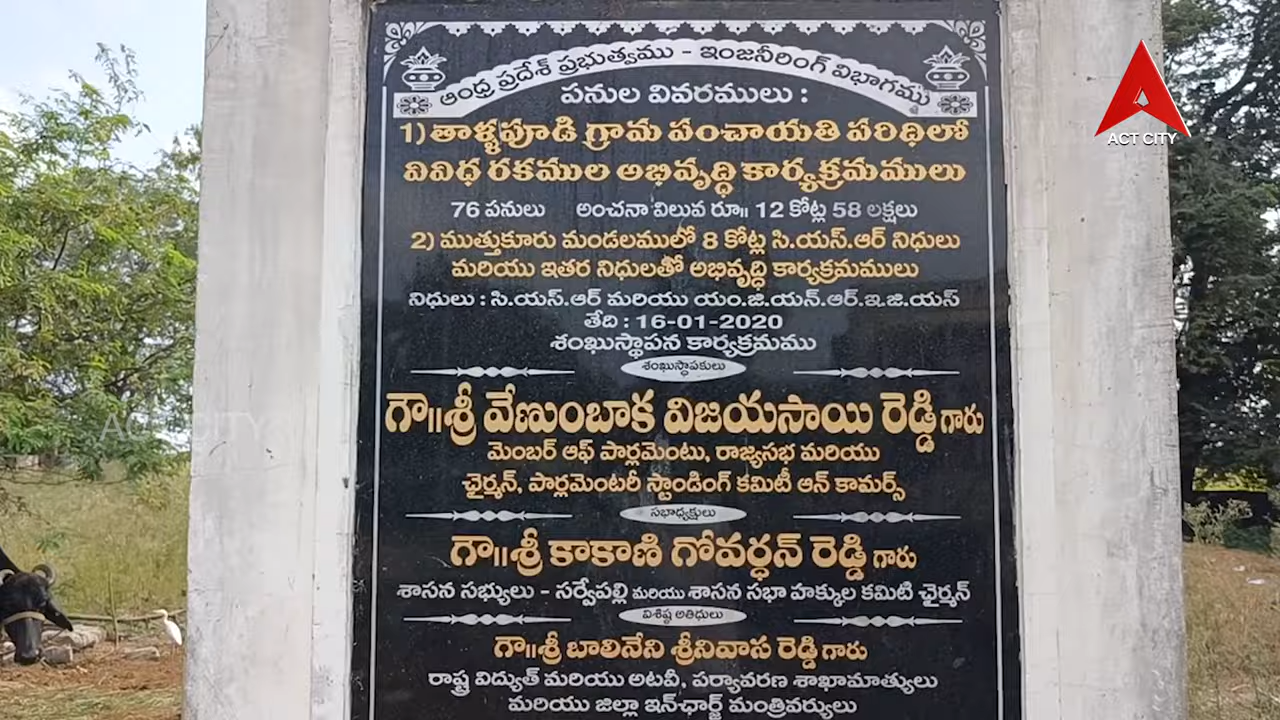 ఆంధ్ర ప్రదేశ్ ప్రభుత్వము - ఇంజనీరింగ్ విభాగము
పనుల వివరములు :
1) తాళ్ళపూడి గ్రామ పంచాయతి పరిధిలో
వివిధ రకముల అభివృద్ధి కార్యక్రమములు
76 పనులు అంచనా విలువ రూ॥ 12 కోట్ల 58 లక్షలు
2) ముత్తుకూరు మండలములో 8 కోట్ల సి.యస్.ఆర్ నిధులు
మరియు ఇతర నిధులతో అభివృద్ధి కార్యక్రమములు
నిధులు : సి.యస్.ఆర్ మరియు యం.జి.యన్.ఆర్.ఇ.జి.యస్
తేది : 16-01-2020
శంఖుస్థాపన కార్యక్రమము
శంఖుస్థాపకులు
గౌ॥శ్రీ వేణుంబాక విజయసాయి రెడ్డి గారు
మెంబర్ ఆఫ్ పార్లమెంటు, రాజ్యసభ మరియు
ఛైర్మన్, పార్లమెంటరీ స్టాండింగ్ కమిటీ ఆన్ కామర్స్
సభాధ్యక్షులు
గౌ॥శ్రీ కాకాణి గోవర్ధన్ రెడ్డి గారు
శాసన సభ్యులు - సర్వేపల్లి మరియు శాసన సభా హక్కుల కమిటి ఛైర్మన్
విశిష్ట అతిధులు
గౌ॥శ్రీ బాలినేని శ్రీనివాస రెడ్డి గారు
రాష్ట్ర విద్యుత్ మరియు అటవీ, పర్యావరణ శాఖామాత్యులు
మరియు జిల్లా ఇన్‌ఛార్జ్ మంత్రివర్యులు
ACT CITY
ACT CITY